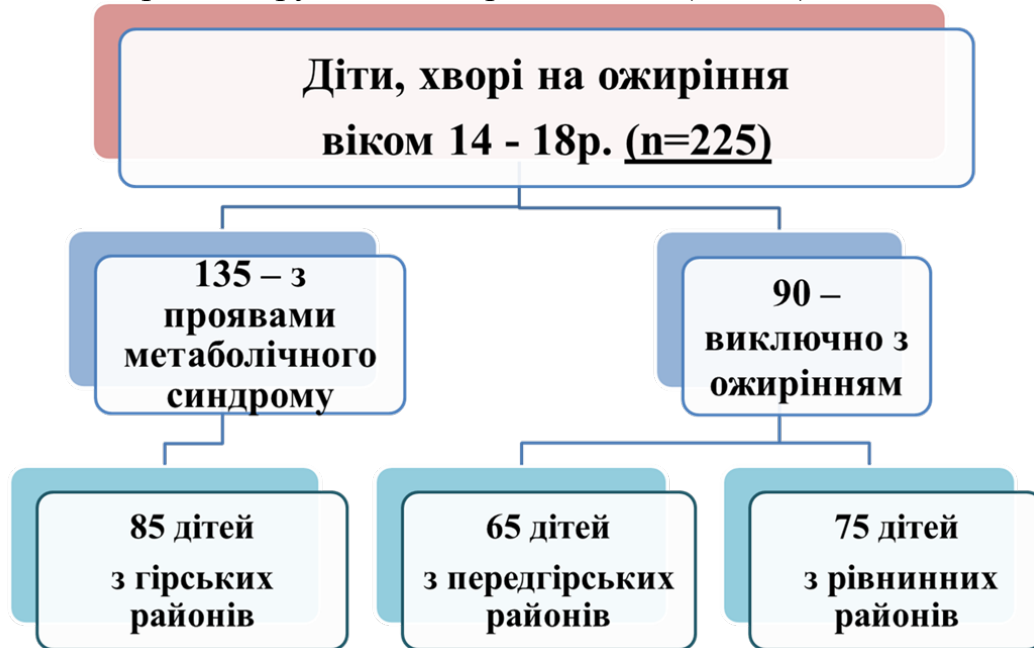 Діти, хворі на ожиріння
віком 14 - 18р. (n=225)
135 – з
проявами
метаболічного
синдрому
90 –
виключно з
ожирінням
85 дітей
з гірських
районів
65 дітей
з передгірських
районів
75 дітей
з рівнинних
районів